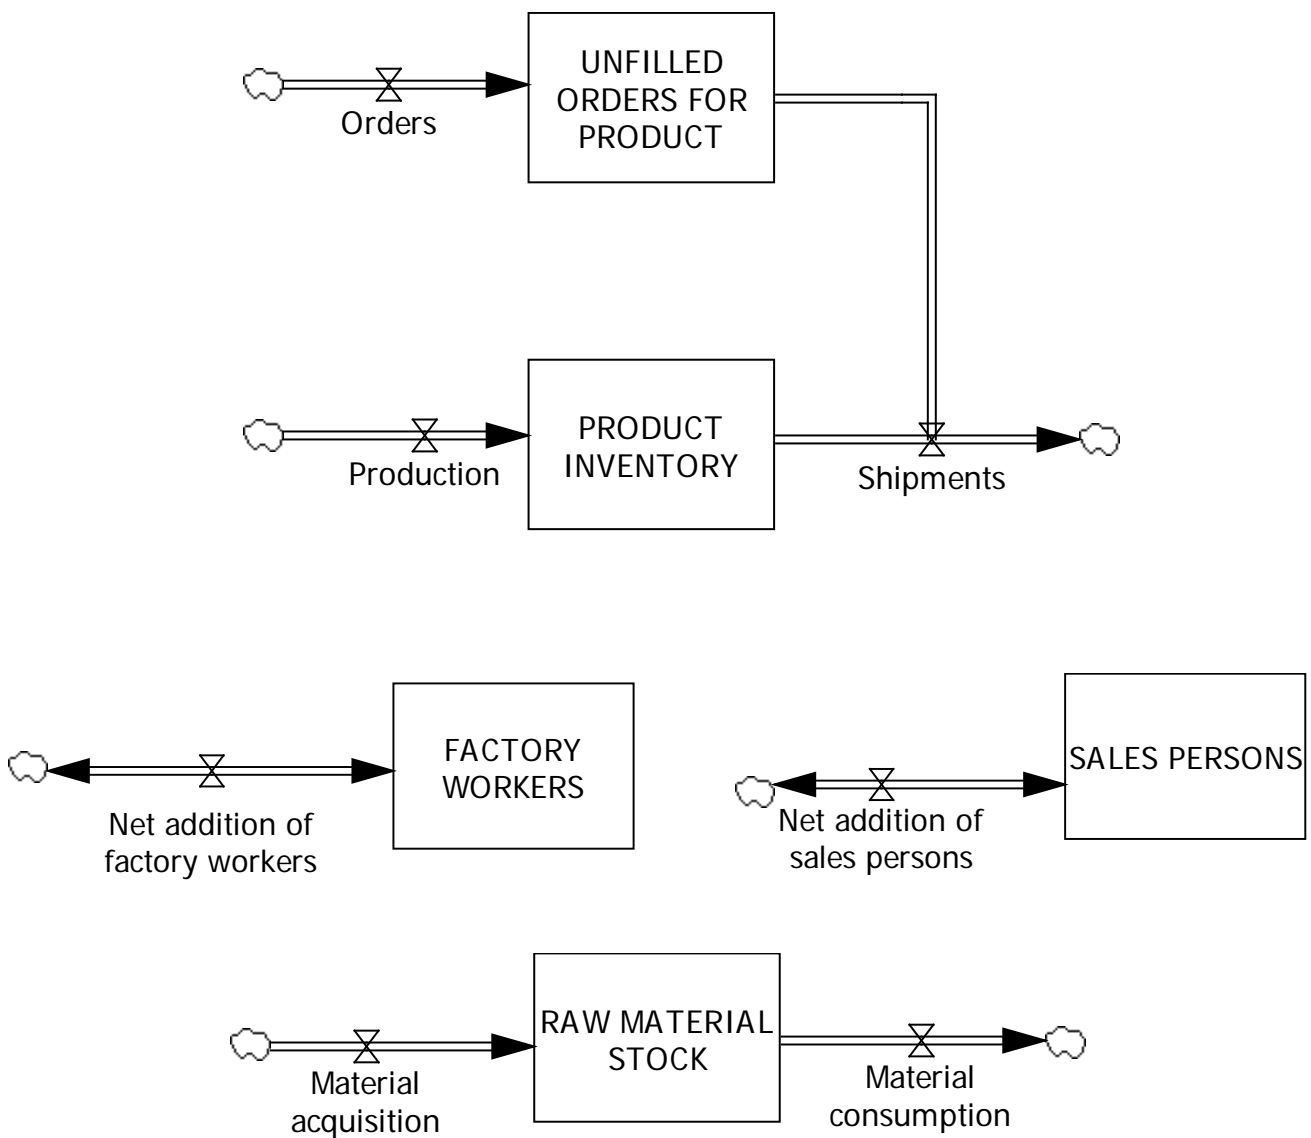 UNFILLED
ORDERS FOR
PRODUCT
Orders
PRODUCT
INVENTORY
Production
Shipments
FACTORY
WORKERS
SALES PERSONS
Net addition of
factory workers
Net addition of
sales persons
RAW MATERIAL
STOCK
Material
acquisition
Material
consumption